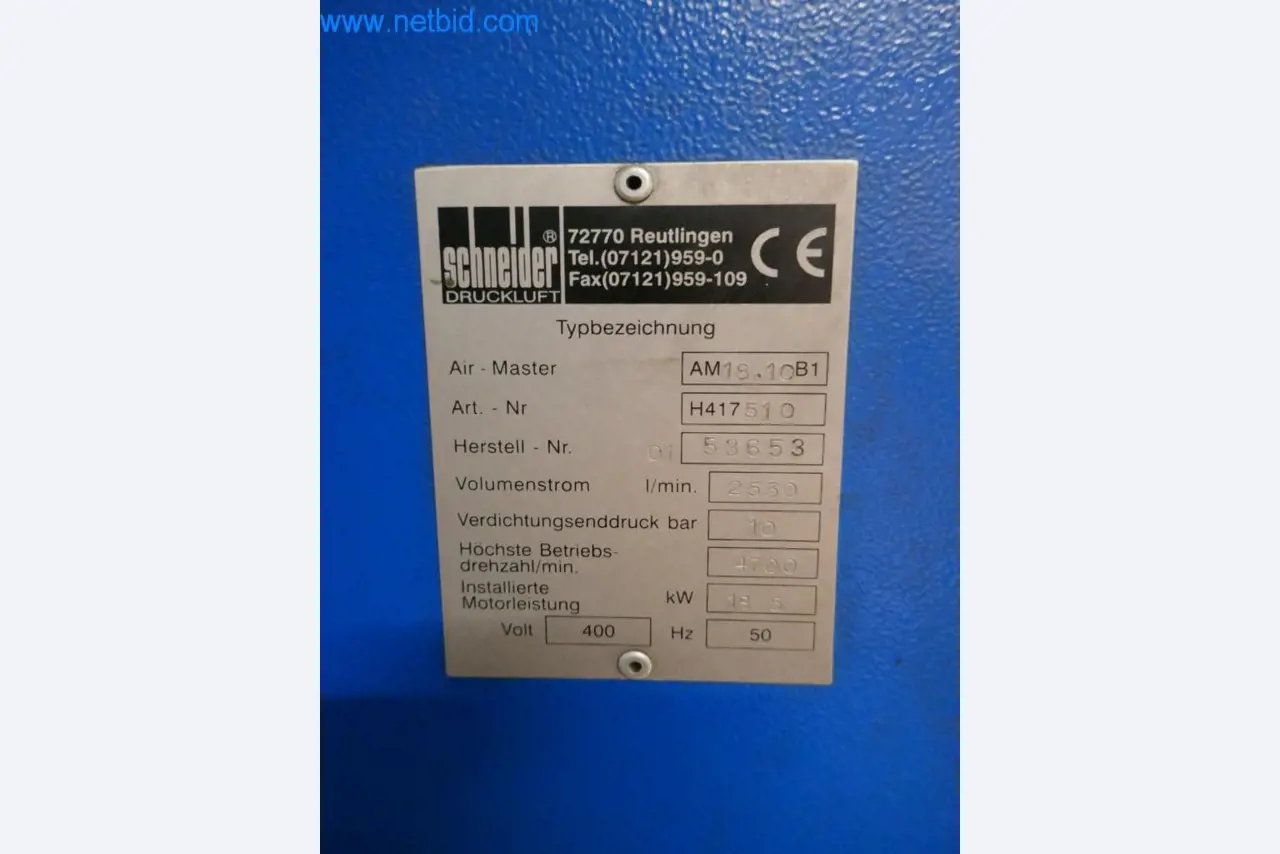 www.netbid.com
schneider ®
DRUCKLUFT
72770 Reutlingen
Tel.(07121)959-0
Fax(07121)959-109
CE
Typbezeichnung
Air - Master AM18.10B1
Art. - Nr H417510
Herstell - Nr. 01 53653
Volumenstrom l/min. 2530
Verdichtungsenddruck bar 10
Höchste Betriebs-
drehzahl/min. 4700
Installierte
Motorleistung kW 18 5
Volt 400 Hz 50